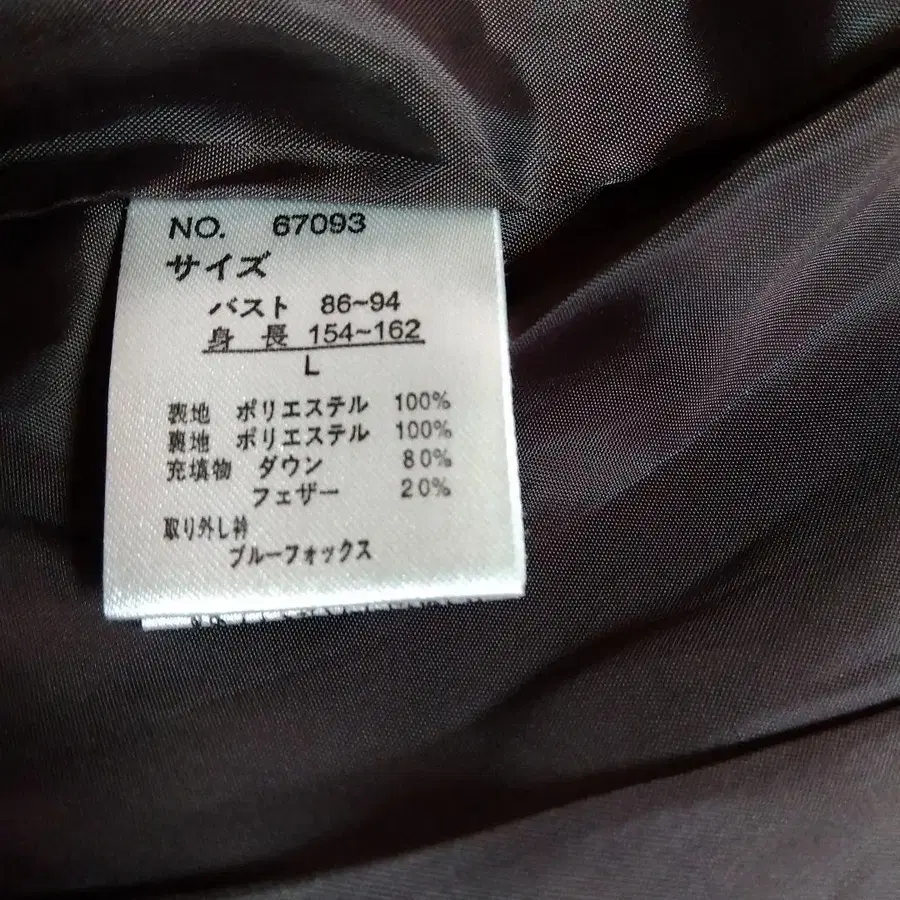 NO. 67093
サイズ
バスト 86~94
身長 154~162
L
表地 ポリエステル 100%
裏地 ポリエステル 100%
充填物 ダウン 80%
フェザー 20%
取り外し衿
ブルーフォックス